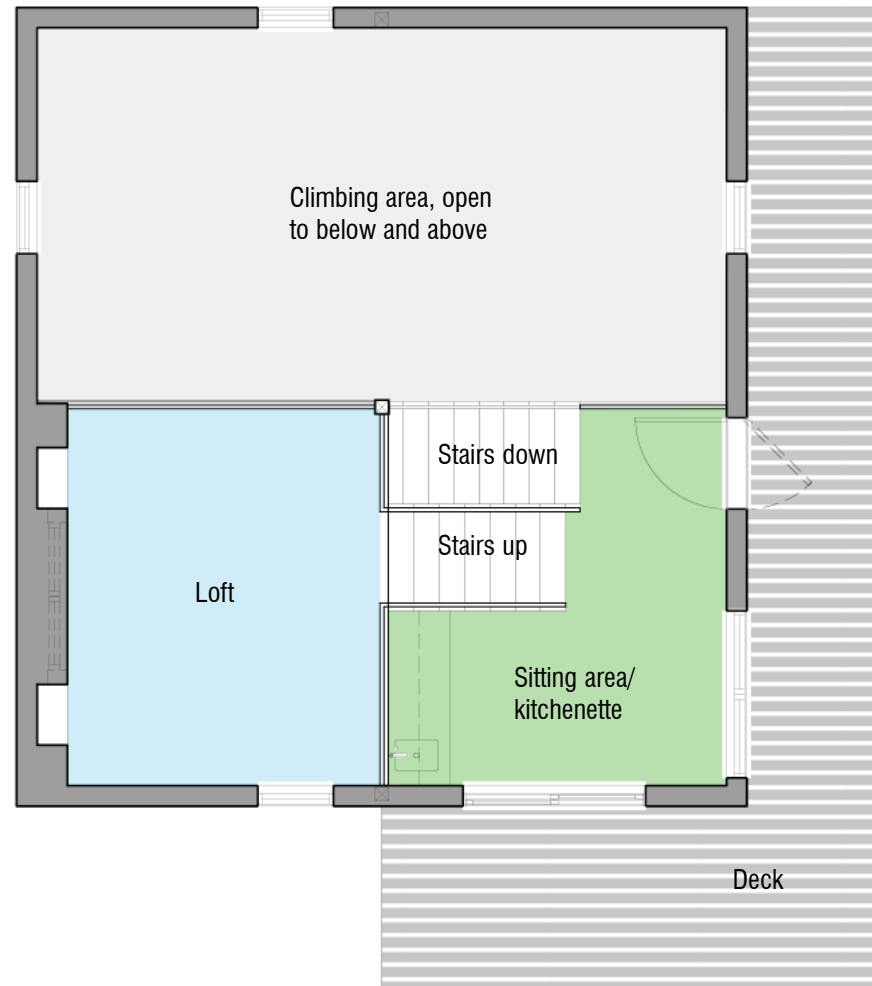 Climbing area, open
to below and above
Stairs down
Stairs up
Loft
Sitting area/
kitchenette
Deck